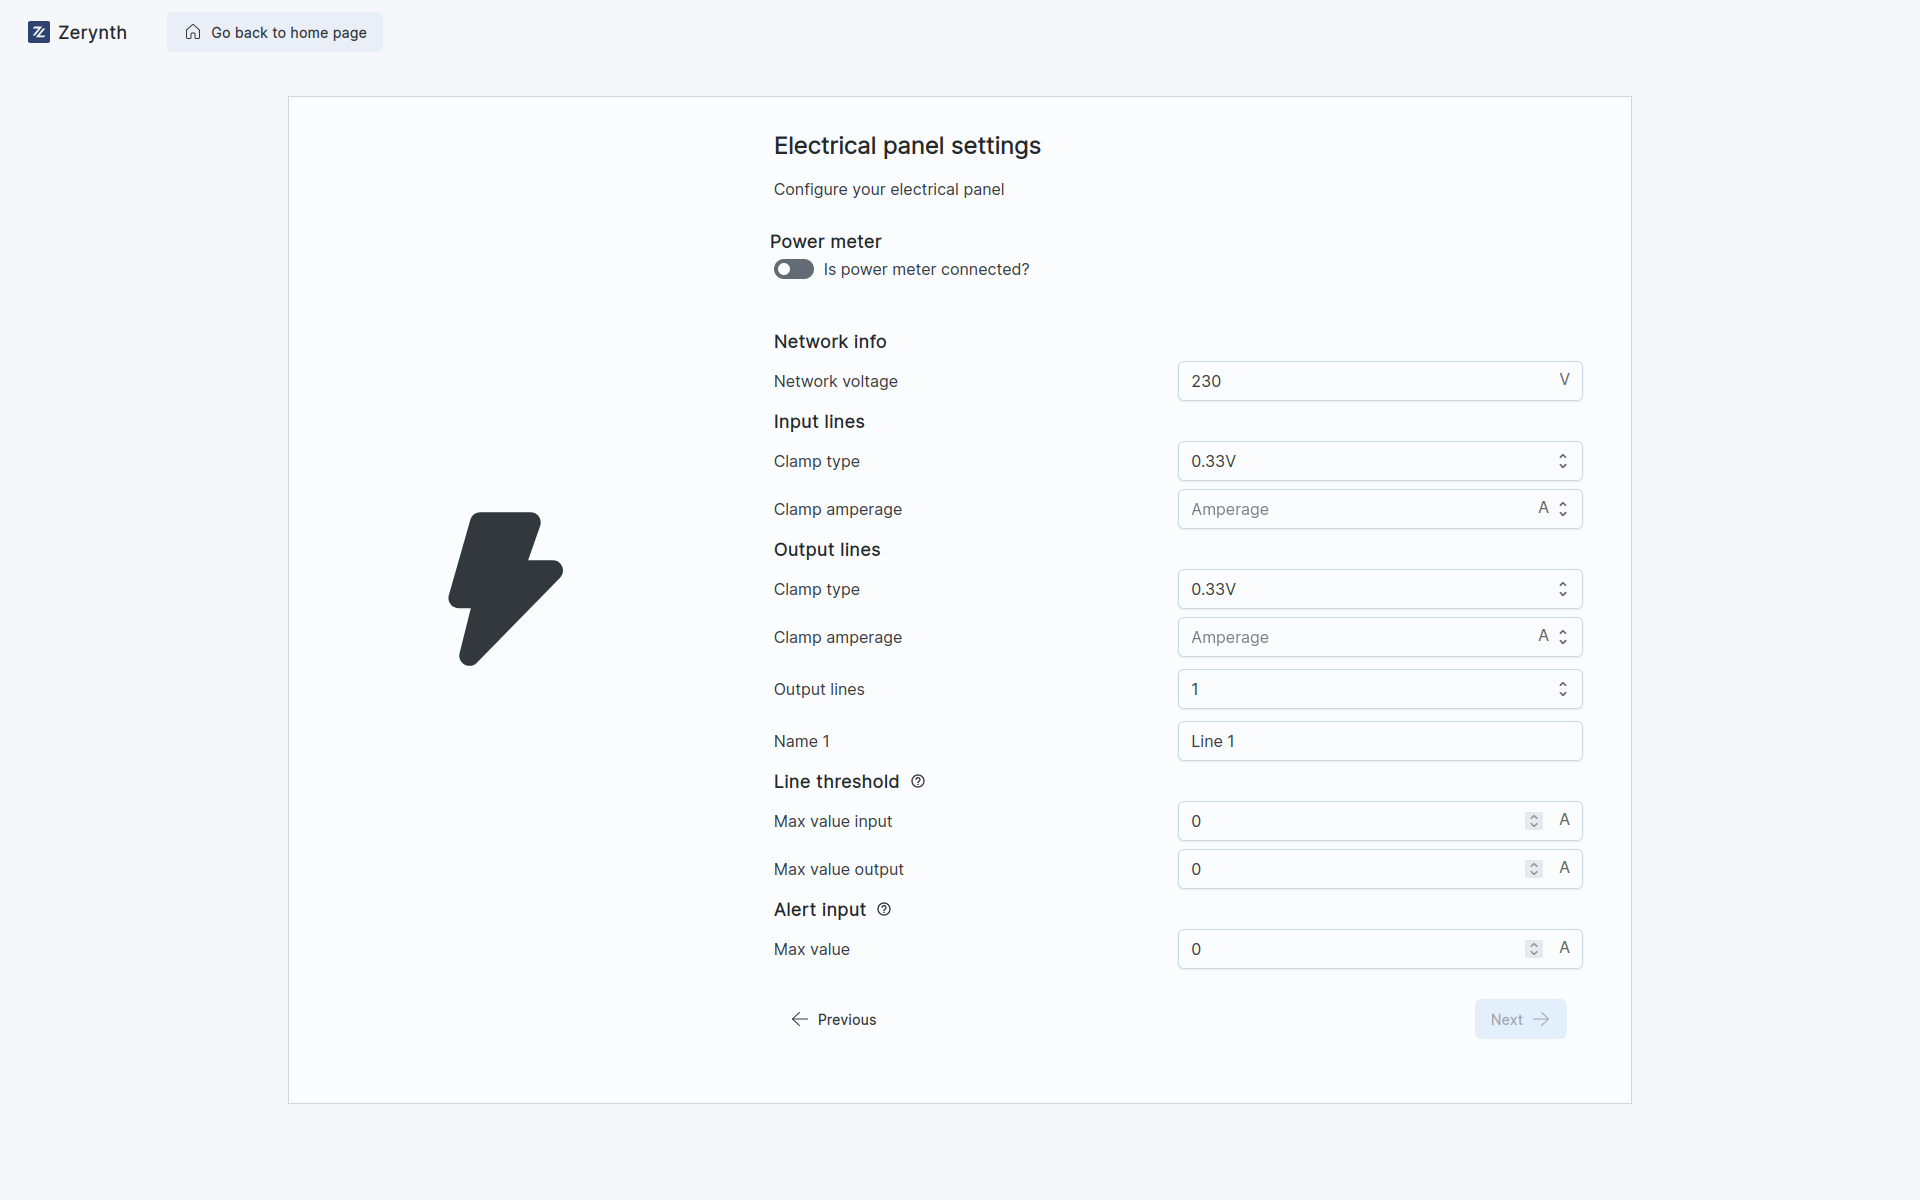 Zerynth
Go back to home page
Electrical panel settings
Configure your electrical panel
Power meter
Is power meter connected?
Network info
Network voltage 230 V
Input lines
Clamp type 0.33V
Clamp amperage Amperage A
Output lines
Clamp type 0.33V
Clamp amperage Amperage A
Output lines 1
Name 1 Line 1
Line threshold
Max value input 0 A
Max value output 0 A
Alert input
Max value 0 A
Previous
Next